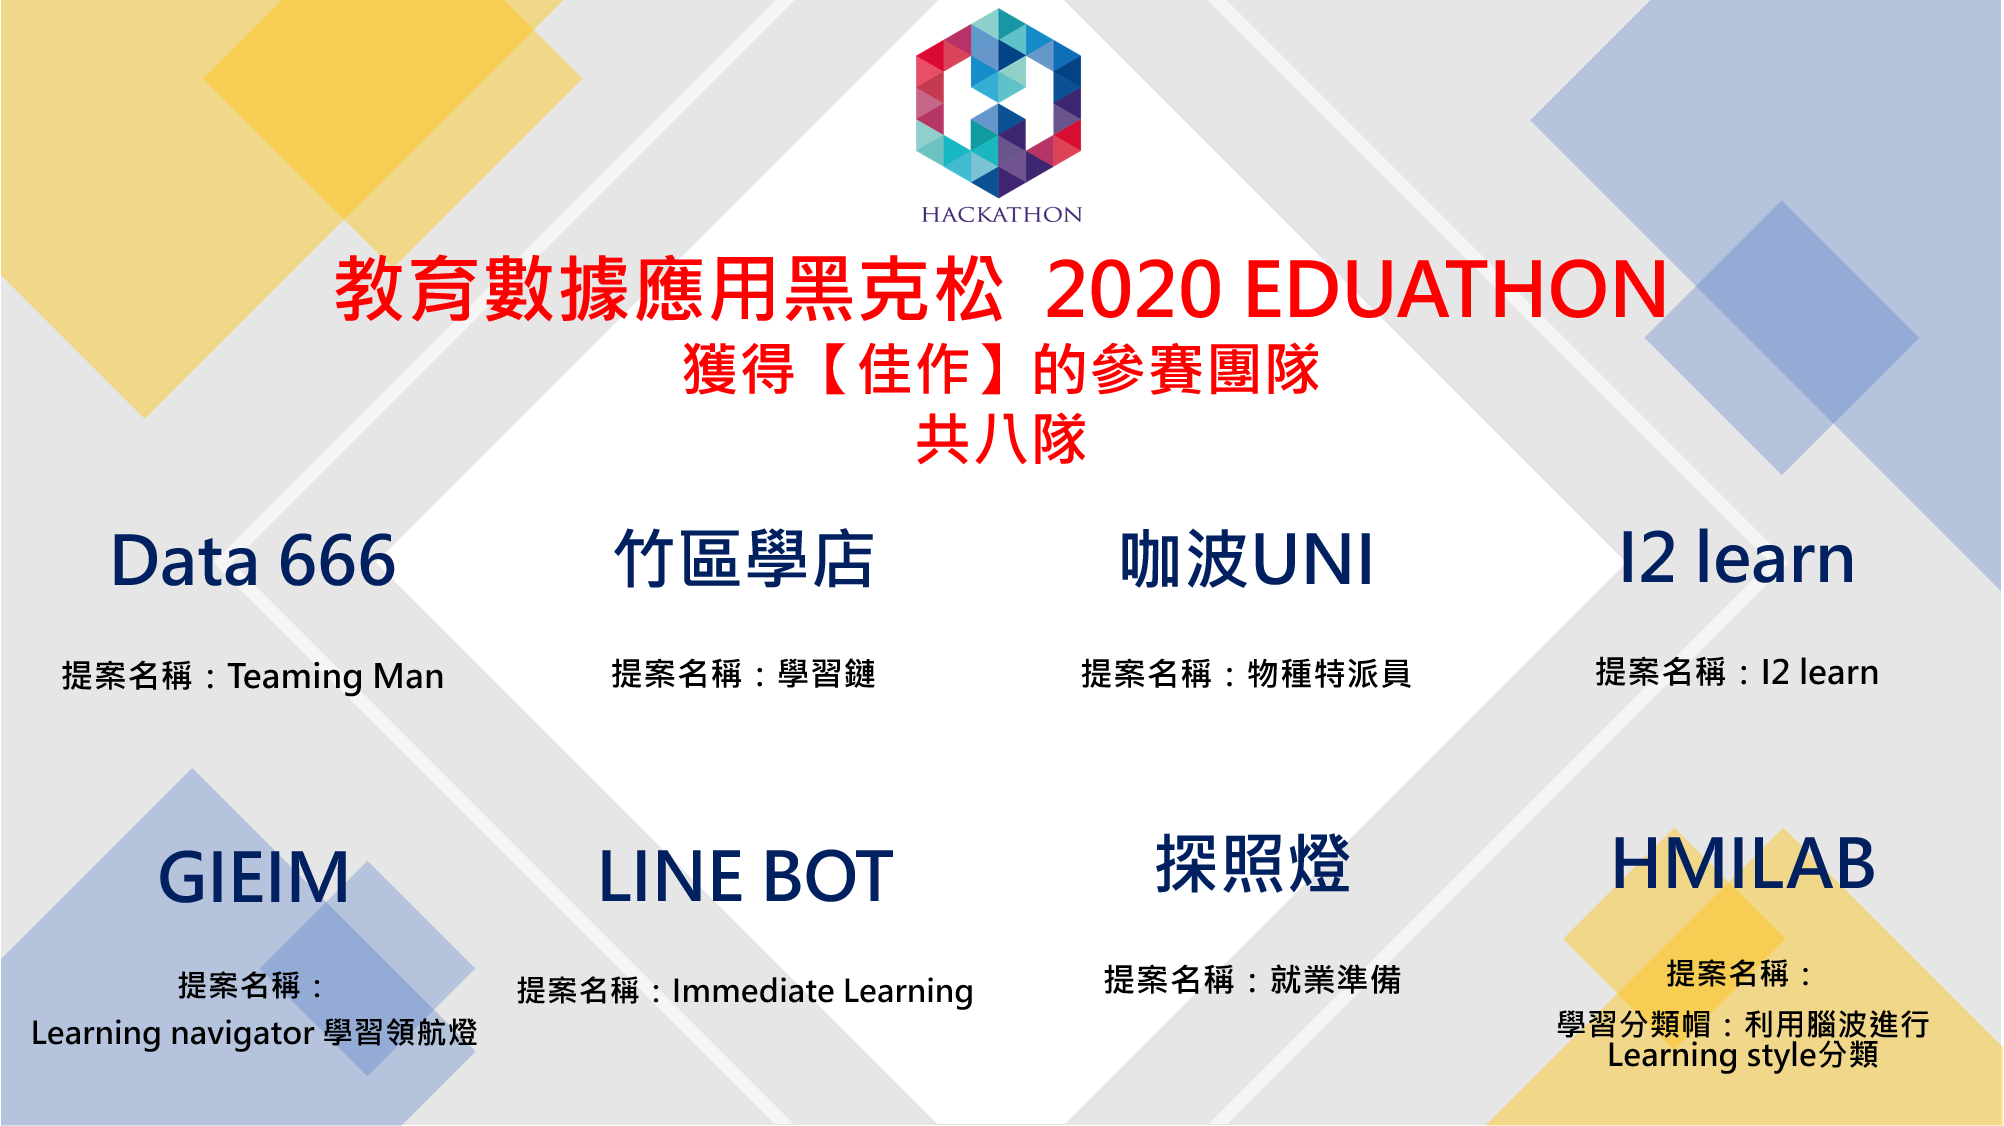 HACKATHON
教育數據應用黑克松 2020 EDUATHON
獲得【佳作】的參賽團隊
共八隊
Data 666
提案名稱：Teaming Man
竹區學店
提案名稱：學習鏈
咖波UNI
提案名稱：物種特派員
I2 learn
提案名稱：I2 learn
GIEIM
提案名稱：
Learning navigator 學習領航燈
LINE BOT
提案名稱：Immediate Learning
探照燈
提案名稱：就業準備
HMILAB
提案名稱：
學習分類帽：利用腦波進行
Learning style分類